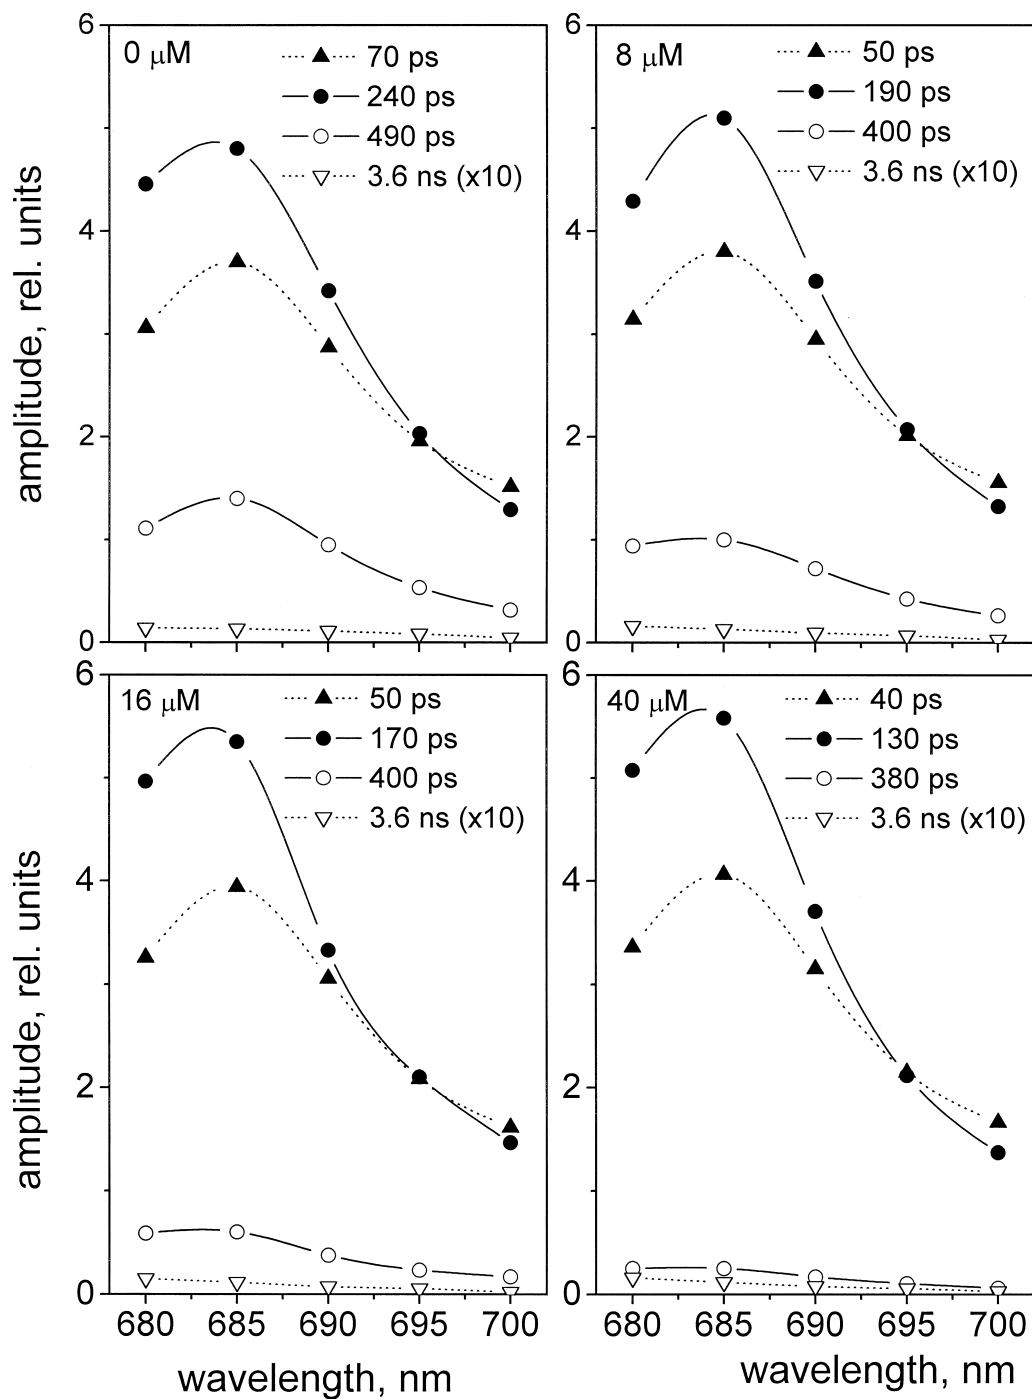 0 μM
70 ps
240 ps
490 ps
3.6 ns (x10)
6
4
2
0
amplitude, rel. units
8 μM
50 ps
190 ps
400 ps
3.6 ns (x10)
6
4
2
0
16 μM
50 ps
170 ps
400 ps
3.6 ns (x10)
6
4
2
0
680 685 690 695 700
amplitude, rel. units
wavelength, nm
40 μM
40 ps
130 ps
380 ps
3.6 ns (x10)
6
4
2
0
680 685 690 695 700
wavelength, nm